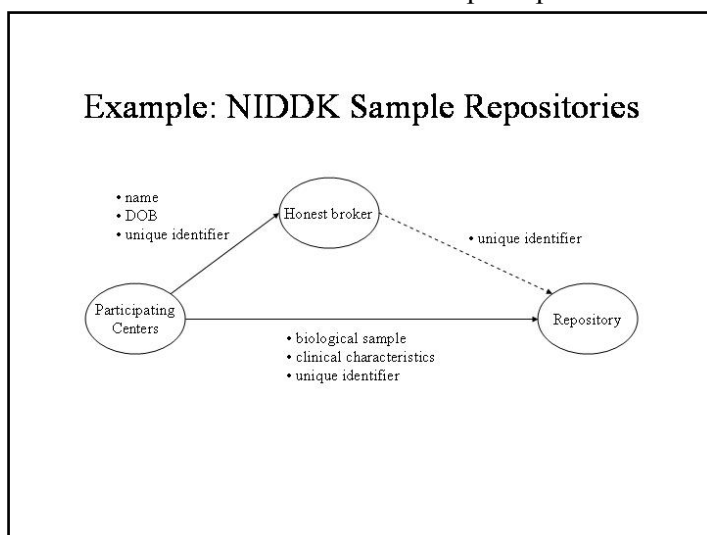 Example: NIDDK Sample Repositories
• name
• DOB
• unique identifier
Honest broker
• unique identifier
Participating
Centers
Repository
• biological sample
• clinical characteristics
• unique identifier